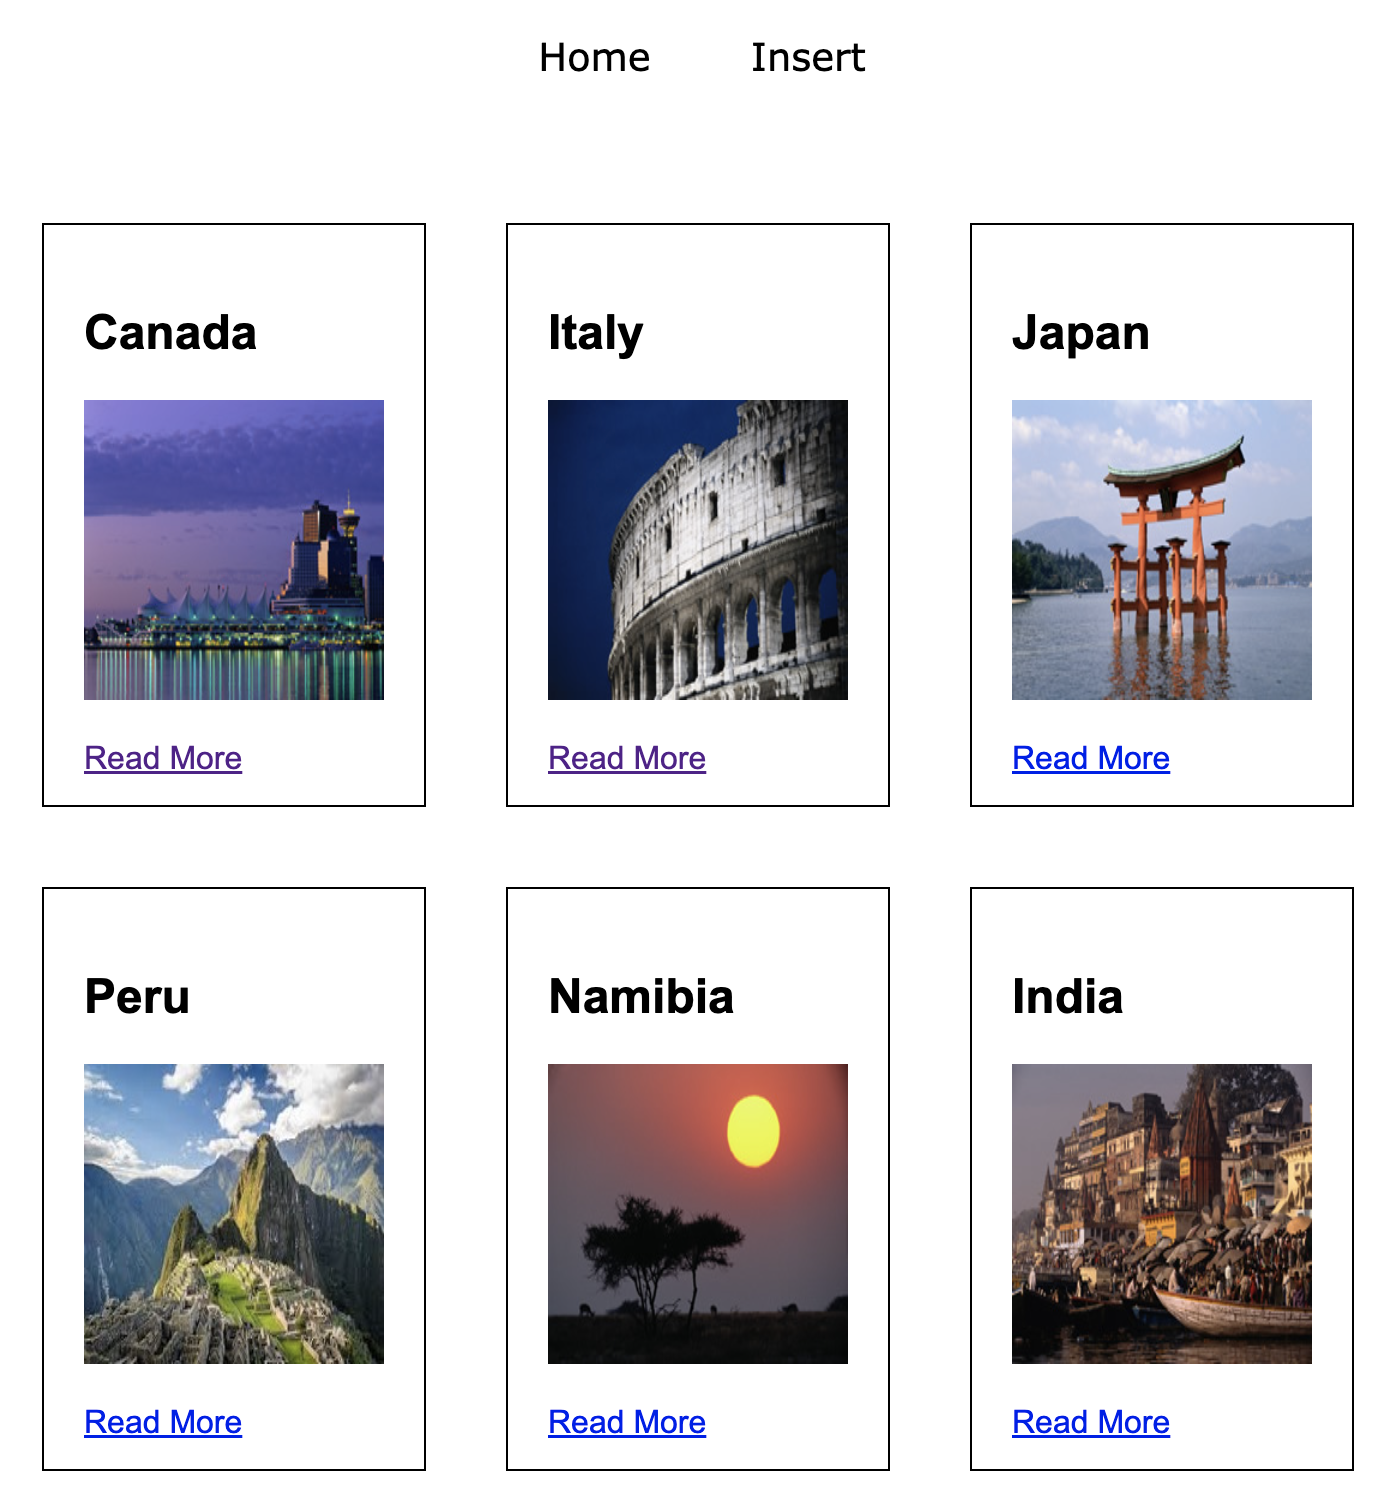 Home Insert
Canada
Italy
Japan
Read More
Read More
Read More
Peru
Namibia
India
Read More
Read More
Read More